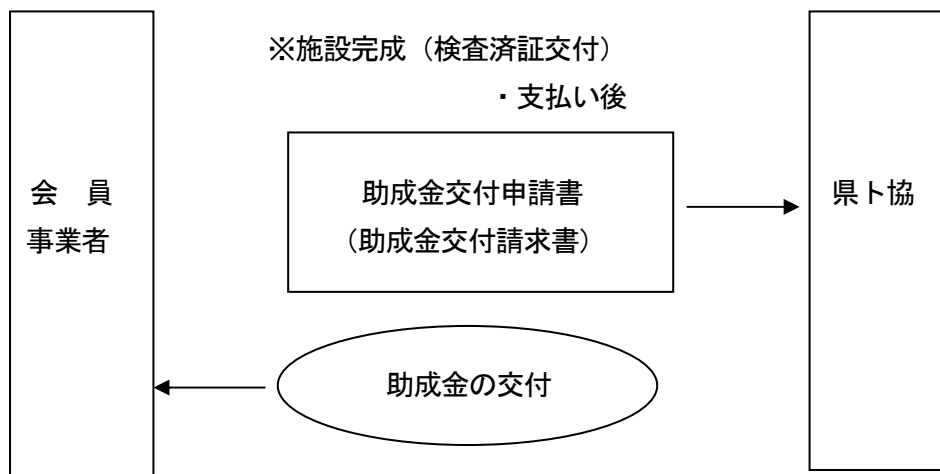 ※施設完成（検査済証交付）
・支払い後
会　員
事業者
助成金交付申請書
（助成金交付請求書）
県ト協
助成金の交付